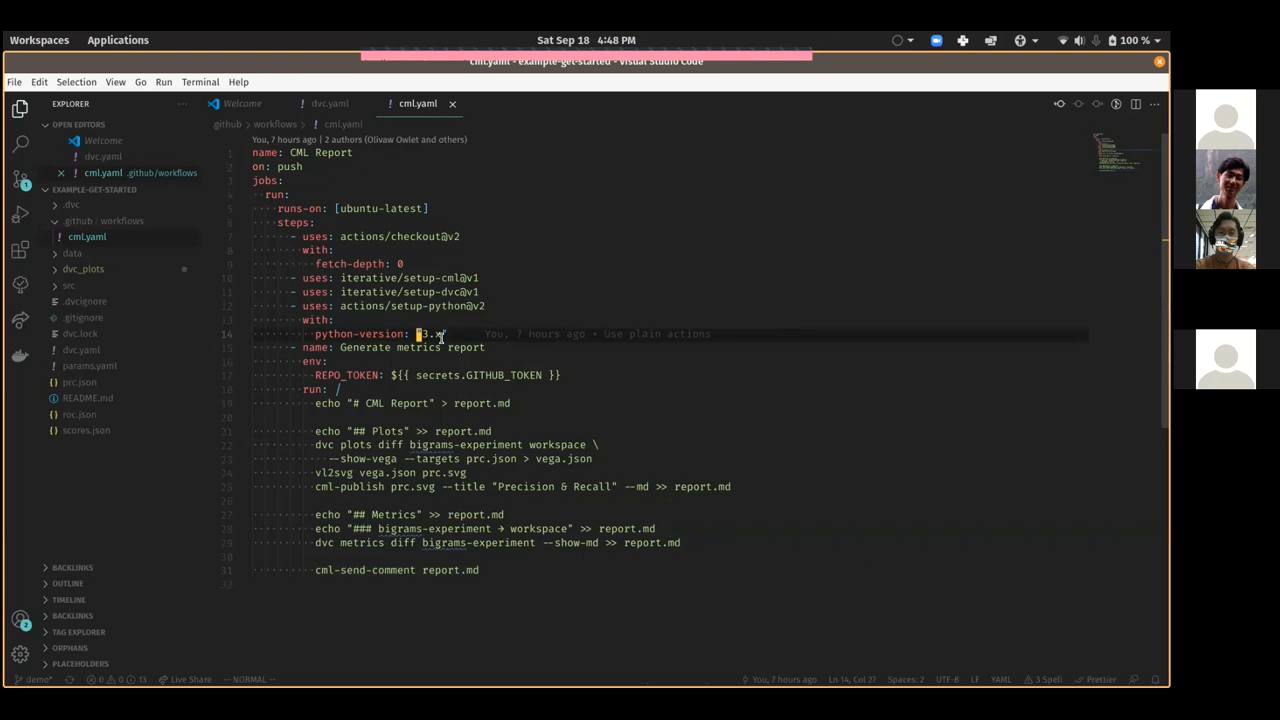 Workspaces Applications Sat Sep 18 4:48 PM 100 %
cml.yaml - example-get-started - Visual Studio Code
File Edit Selection View Go Run Terminal Help
EXPLORER Welcome dvc.yaml cml.yaml
OPEN EDITORS
Welcome
dvc.yaml
cml.yaml .github/workflows
EXAMPLE-GET-STARTED
.dvc
.github / workflows
cml.yaml
data
dvc_plots
src
.dvcignore
.gitignore
dvc.lock
dvc.yaml
params.yaml
prc.json
README.md
roc.json
scores.json
BACKLINKS
OUTLINE
TIMELINE
BACKLINKS
TAG EXPLORER
ORPHANS
PLACEHOLDERS
1
2
.github > workflows > cml.yaml
You, 7 hours ago | 2 authors (Olivaw Owlet and others)
1 name: CML Report
2 on: push
3 jobs:
4 run:
5 runs-on: [ubuntu-latest]
6 steps:
7 - uses: actions/checkout@v2
8 with:
9 fetch-depth: 0
10 - uses: iterative/setup-cml@v1
11 - uses: iterative/setup-dvc@v1
12 - uses: actions/setup-python@v2
13 with:
14 python-version: "3.x" You, 7 hours ago • Use plain actions
15 - name: Generate metrics report
16 env:
17 REPO_TOKEN: ${{ secrets.GITHUB_TOKEN }}
18 run: |
19 echo "# CML Report" > report.md
20
21 echo "## Plots" >> report.md
22 dvc plots diff bigrams-experiment workspace \
23 --show-vega --targets prc.json > vega.json
24 vl2svg vega.json prc.svg
25 cml-publish prc.svg --title "Precision & Recall" --md >> report.md
26
27 echo "## Metrics" >> report.md
28 echo "### bigrams-experiment → workspace" >> report.md
29 dvc metrics diff bigrams-experiment --show-md >> report.md
30
31 cml-send-comment report.md
32
demo* 0 0 13 Live Share -- NORMAL -- You, 7 hours ago Ln 14, Col 27 Spaces: 2 UTF-8 LF YAML 3 Spell Prettier